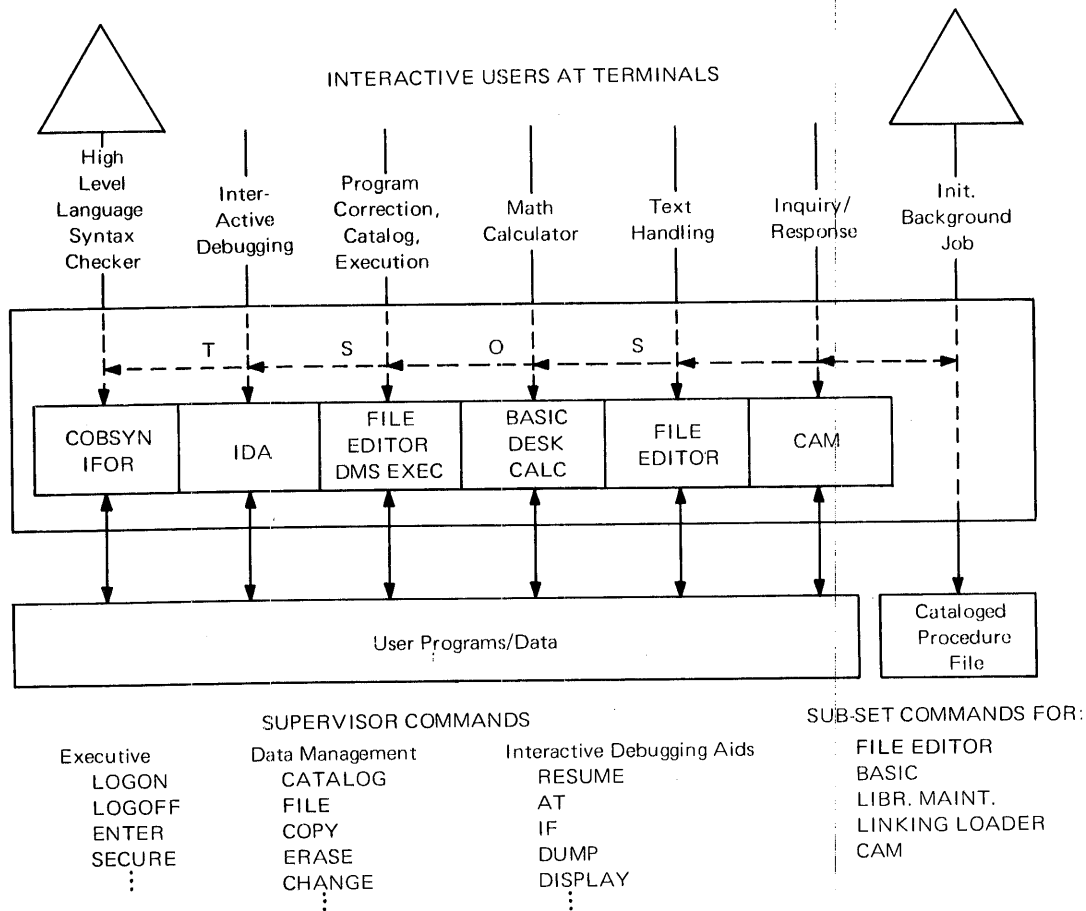 INTERACTIVE USERS AT TERMINALS
High
Level
Language
Syntax
Checker
Inter-
Active
Debugging
Program
Correction,
Catalog,
Execution
Math
Calculator
Text
Handling
Inquiry/
Response
Init.
Background
Job
T S O S
COBSYN
IFOR
IDA
FILE
EDITOR
DMS EXEC
BASIC
DESK
CALC
FILE
EDITOR
CAM
User Programs/Data
Cataloged
Procedure
File
SUPERVISOR COMMANDS
Executive
LOGON
LOGOFF
ENTER
SECURE
Data Management
CATALOG
FILE
COPY
ERASE
CHANGE
Interactive Debugging Aids
RESUME
AT
IF
DUMP
DISPLAY
SUB-SET COMMANDS FOR:
FILE EDITOR
BASIC
LIBR. MAINT.
LINKING LOADER
CAM